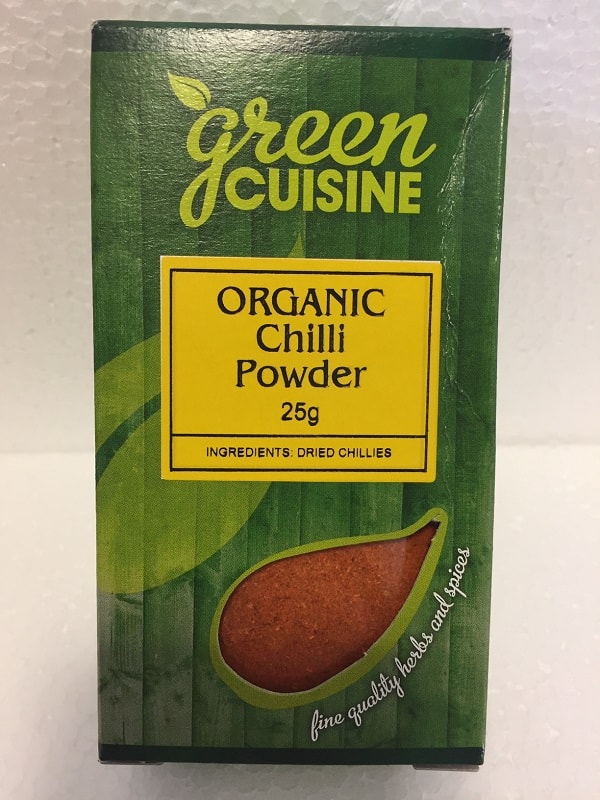 green
CUISINE
ORGANIC
Chilli
Powder
25g
INGREDIENTS: DRIED CHILLIES
fine quality herbs and spices